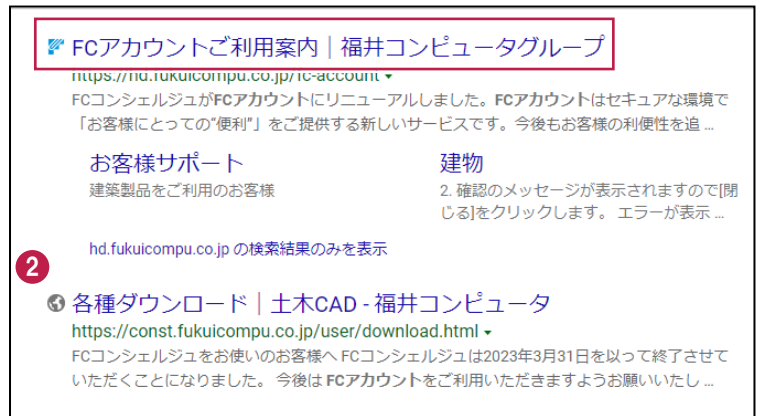 FCアカウントご利用案内｜福井コンピュータグループ
https://hd.fukuicompu.co.jp/fc-account
FCコンシェルジュがFCアカウントにリニューアルしました。FCアカウントはセキュアな環境で
「お客様にとっての“便利”」をご提供する新しいサービスです。今後もお客様の利便性を追 ...
お客様サポート
建築製品をご利用のお客様
建物
2. 確認のメッセージが表示されますので[閉
じる]をクリックします。 エラーが表示 ...
hd.fukuicompu.co.jp の検索結果のみを表示
2
各種ダウンロード｜土木CAD - 福井コンピュータ
https://const.fukuicompu.co.jp/user/download.html
FCコンシェルジュをお使いのお客様へ FCコンシェルジュは2023年3月31日を以って終了させて
いただくことになりました。 今後は FCアカウントをご利用いただきますようお願いいたし ...